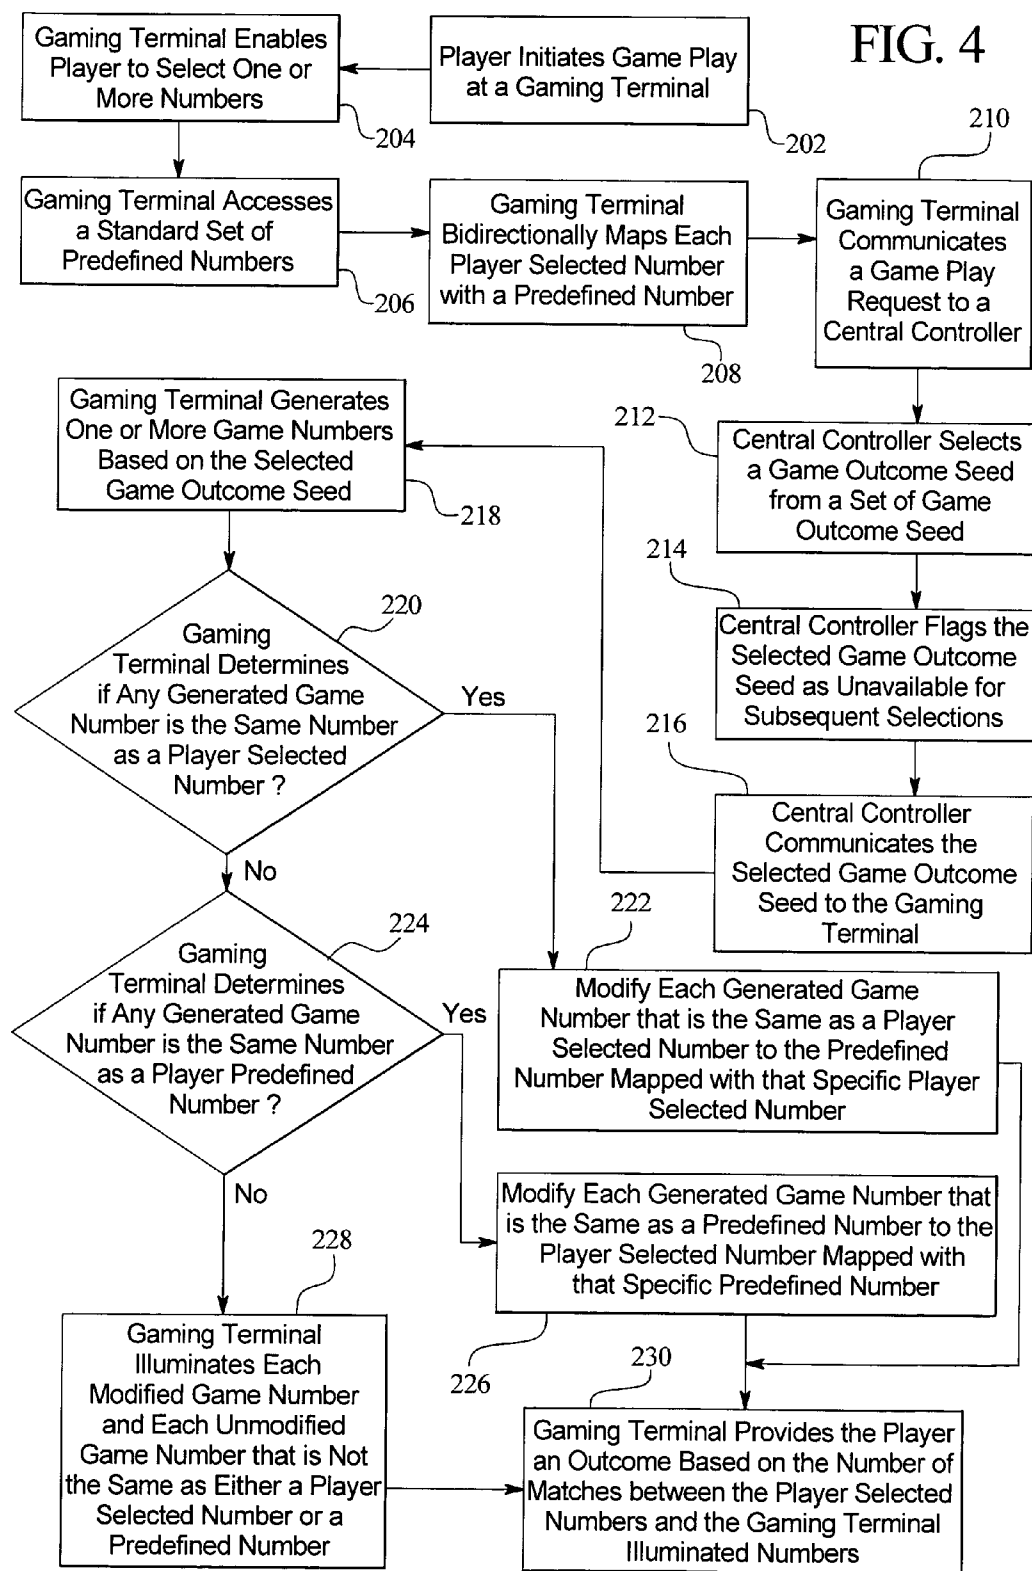 FIG. 4
Player Initiates Game Play
at a Gaming Terminal
202
Gaming Terminal Enables
Player to Select One or
More Numbers
204
Gaming Terminal Accesses
a Standard Set of
Predefined Numbers
206
Gaming Terminal
Bidirectionally Maps Each
Player Selected Number
with a Predefined Number
208
210
Gaming Terminal
Communicates
a Game Play
Request to a
Central Controller
212
Central Controller Selects
a Game Outcome Seed
from a Set of Game
Outcome Seed
214
Central Controller Flags the
Selected Game Outcome
Seed as Unavailable for
Subsequent Selections
216
Central Controller
Communicates the
Selected Game Outcome
Seed to the Gaming
Terminal
Gaming Terminal Generates
One or More Game Numbers
Based on the Selected
Game Outcome Seed
218
220
Gaming
Terminal Determines
if Any Generated Game
Number is the Same Number
as a Player Selected
Number ?
Yes
No
222
Modify Each Generated Game
Number that is the Same as a Player
Selected Number to the Predefined
Number Mapped with that Specific Player
Selected Number
224
Gaming
Terminal Determines
if Any Generated Game
Number is the Same Number
as a Player Predefined
Number ?
Yes
No
Modify Each Generated Game Number that
is the Same as a Predefined Number to the
Player Selected Number Mapped with
that Specific Predefined Number
226
228
Gaming Terminal
Illuminates Each
Modified Game Number
and Each Unmodified
Game Number that is Not
the Same as Either a Player
Selected Number or a
Predefined Number
230
Gaming Terminal Provides the Player
an Outcome Based on the Number of
Matches between the Player Selected
Numbers and the Gaming Terminal
Illuminated Numbers